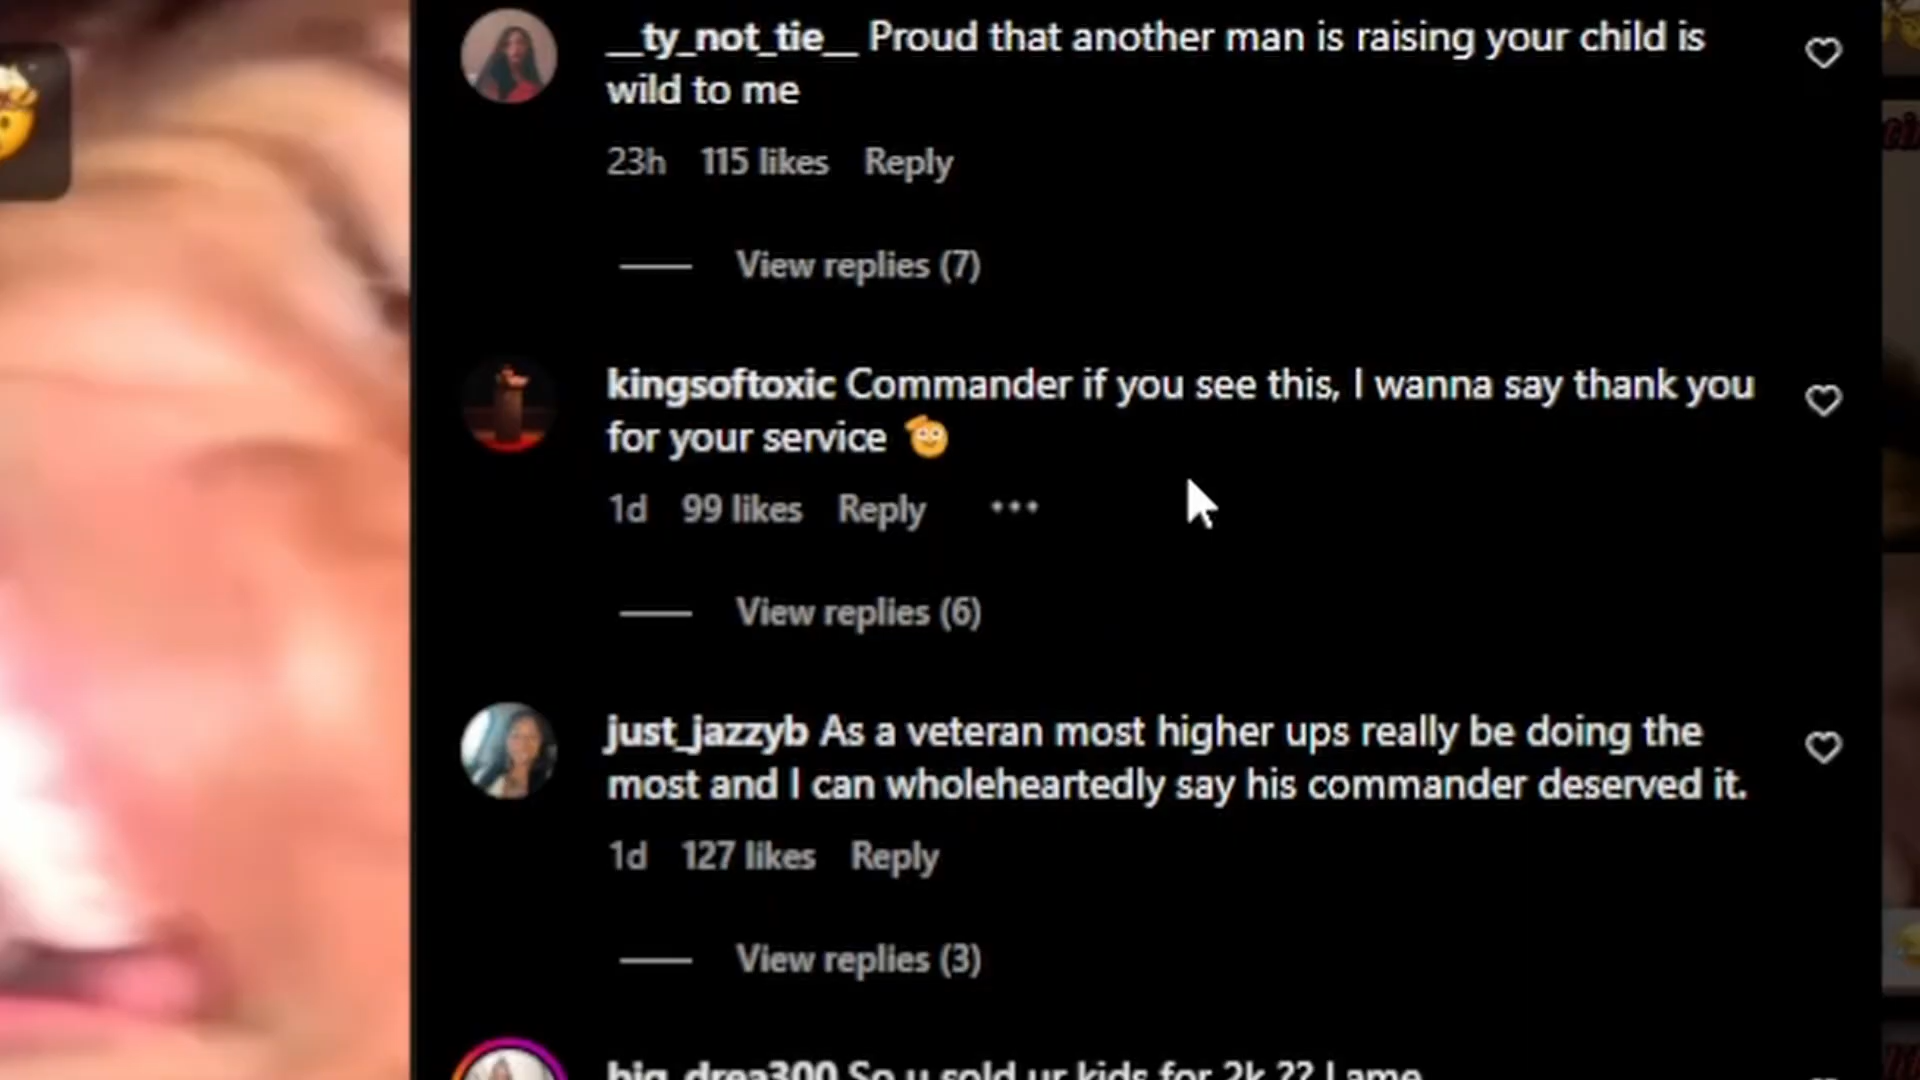 __ty_not_tie__ Proud that another man is raising your child is
wild to me
23h 115 likes Reply
View replies (7)
kingsoftoxic Commander if you see this, I wanna say thank you
for your service
1d 99 likes Reply •••
View replies (6)
just_jazzyb As a veteran most higher ups really be doing the
most and I can wholeheartedly say his commander deserved it.
1d 127 likes Reply
View replies (3)
big_drea300 So u sold ur kids for 2k ?? Lame